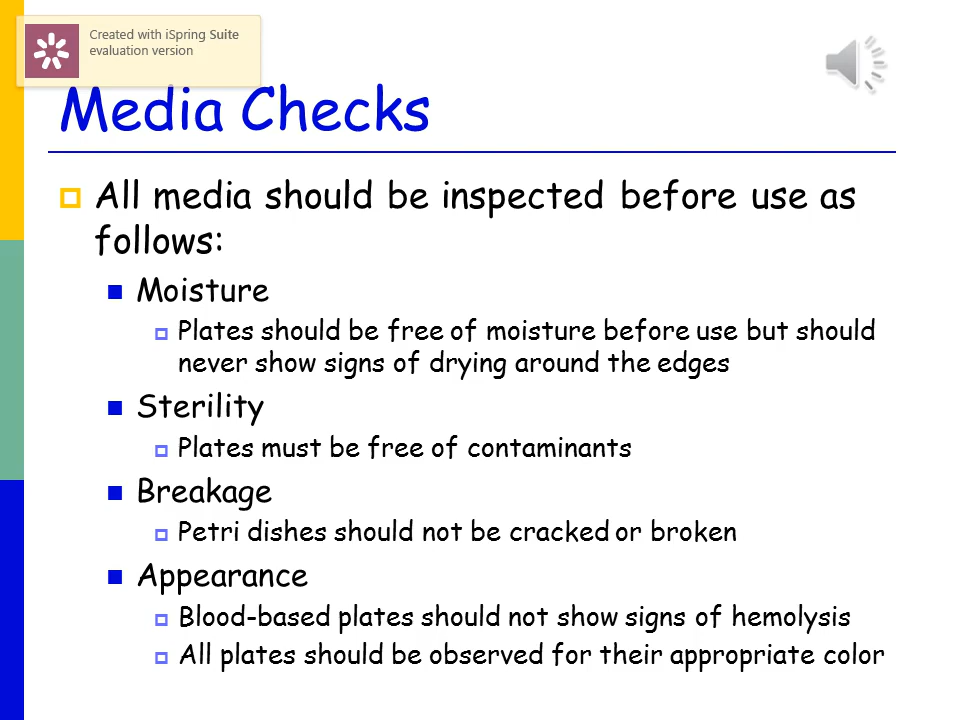 Created with iSpring Suite
evaluation version
Media Checks
All media should be inspected before use as
follows:
Moisture
Plates should be free of moisture before use but should
never show signs of drying around the edges
Sterility
Plates must be free of contaminants
Breakage
Petri dishes should not be cracked or broken
Appearance
Blood-based plates should not show signs of hemolysis
All plates should be observed for their appropriate color